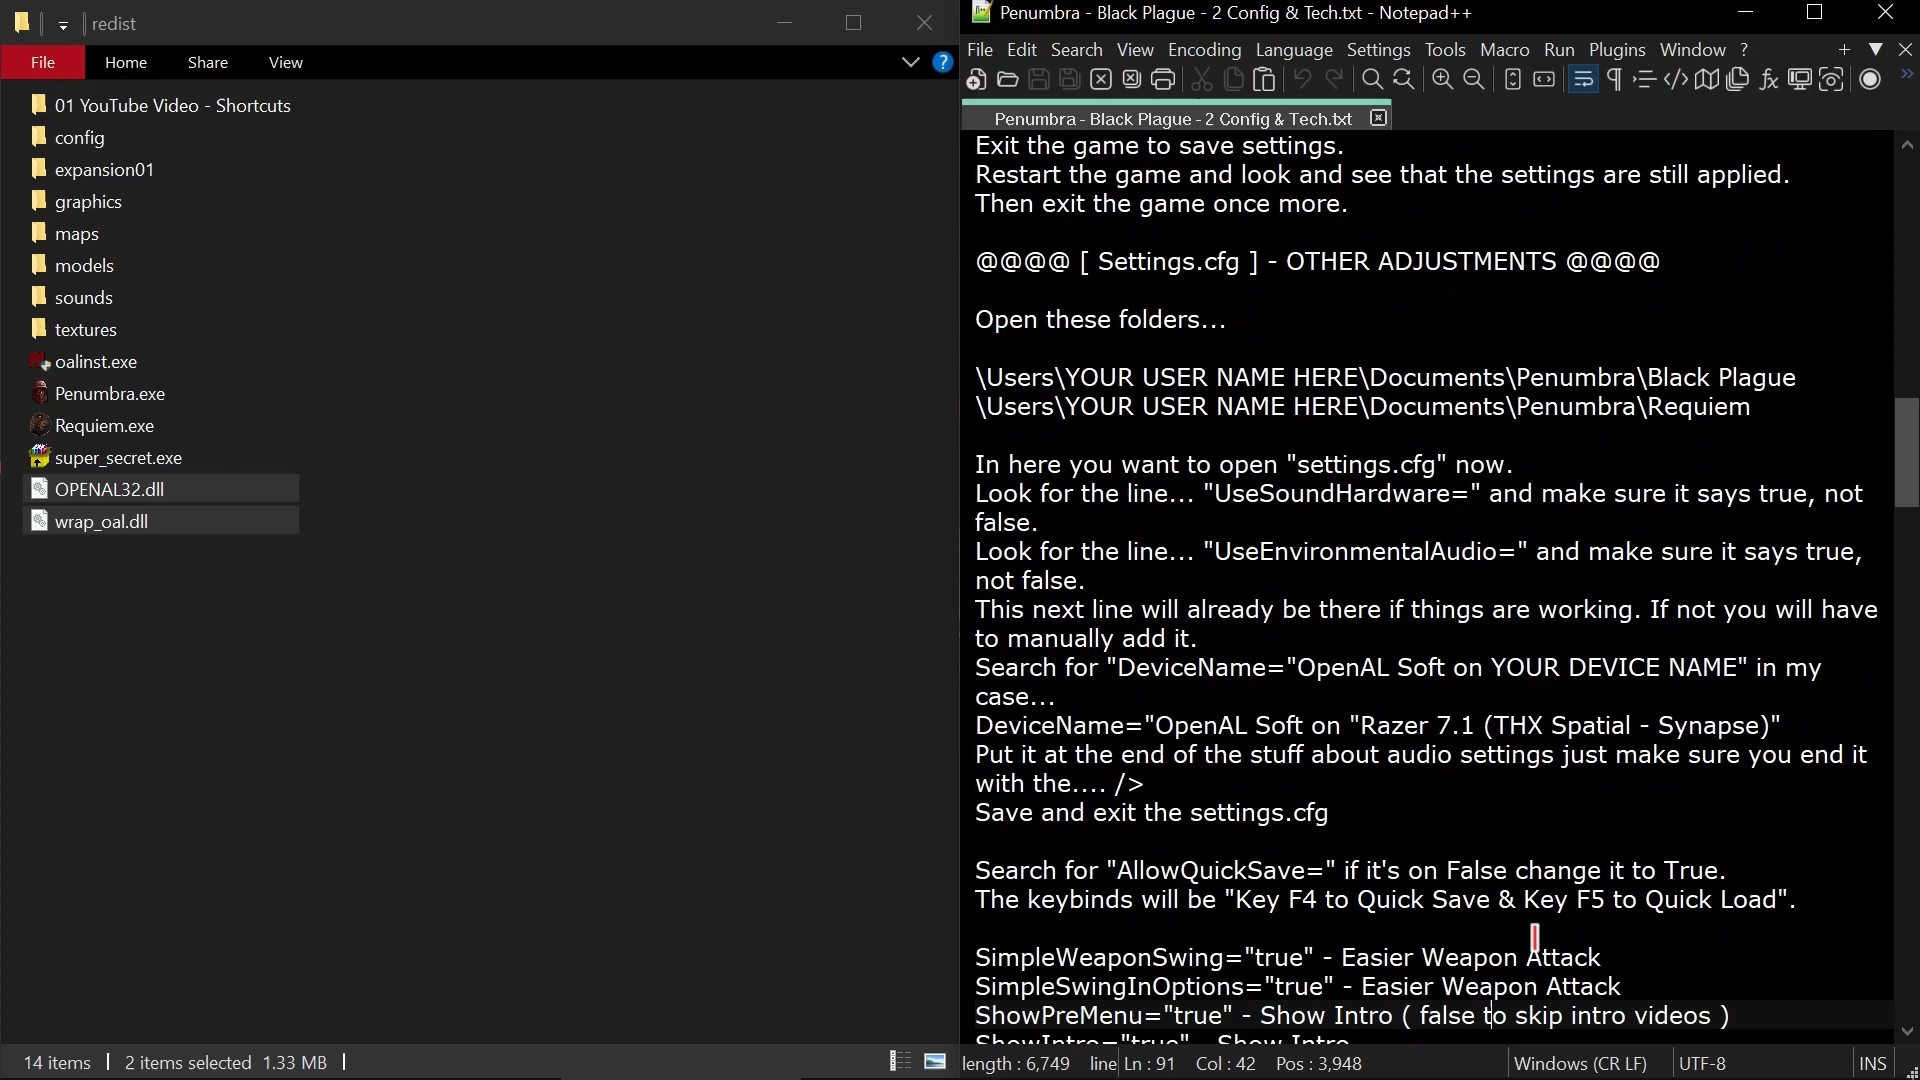 redist
File Home Share View
01 YouTube Video - Shortcuts
config
expansion01
graphics
maps
models
sounds
textures
oalinst.exe
Penumbra.exe
Requiem.exe
super_secret.exe
OPENAL32.dll
wrap_oal.dll
14 items 2 items selected 1.33 MB
Penumbra - Black Plague - 2 Config & Tech.txt - Notepad++
File Edit Search View Encoding Language Settings Tools Macro Run Plugins Window ?
Penumbra - Black Plague - 2 Config & Tech.txt
Exit the game to save settings.
Restart the game and look and see that the settings are still applied.
Then exit the game once more.
@@@@ [ Settings.cfg ] - OTHER ADJUSTMENTS @@@@
Open these folders...
\Users\YOUR USER NAME HERE\Documents\Penumbra\Black Plague
\Users\YOUR USER NAME HERE\Documents\Penumbra\Requiem
In here you want to open "settings.cfg" now.
Look for the line... "UseSoundHardware=" and make sure it says true, not
false.
Look for the line... "UseEnvironmentalAudio=" and make sure it says true,
not false.
This next line will already be there if things are working. If not you will have
to manually add it.
Search for "DeviceName="OpenAL Soft on YOUR DEVICE NAME" in my
case...
DeviceName="OpenAL Soft on "Razer 7.1 (THX Spatial - Synapse)"
Put it at the end of the stuff about audio settings just make sure you end it
with the.... />
Save and exit the settings.cfg
Search for "AllowQuickSave=" if it's on False change it to True.
The keybinds will be "Key F4 to Quick Save & Key F5 to Quick Load".
SimpleWeaponSwing="true" - Easier Weapon Attack
SimpleSwingInOptions="true" - Easier Weapon Attack
ShowPreMenu="true" - Show Intro ( false to skip intro videos )
ShowIntro="true" - Show Intro
length : 6,749 line Ln : 91 Col : 42 Pos : 3,948 Windows (CR LF) UTF-8 INS